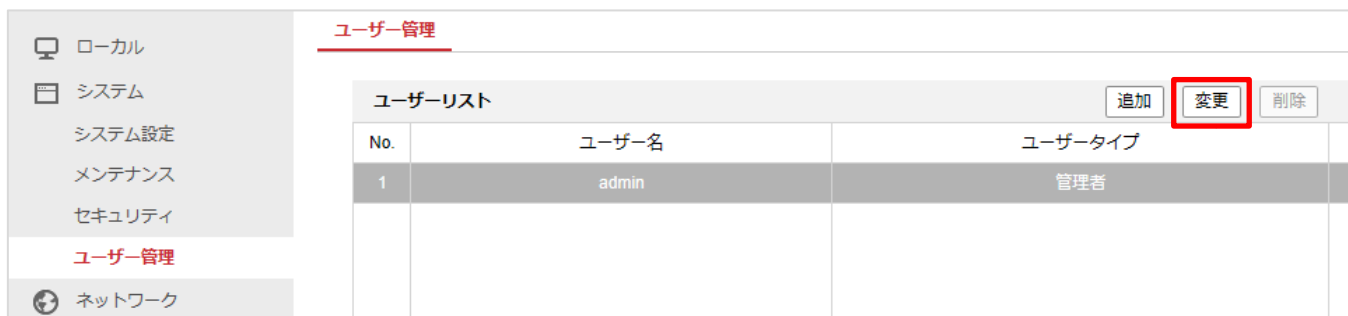 ローカル
システム
システム設定
メンテナンス
セキュリティ
ユーザー管理
ネットワーク
ユーザー管理
ユーザーリスト 追加 変更 削除
No. ユーザー名 ユーザータイプ
1 admin 管理者